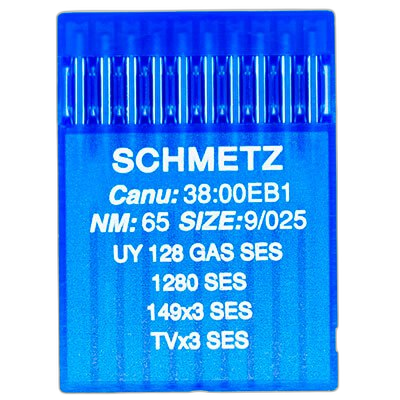 SCHMETZ
Canu: 38:00EB1
NM: 65 SIZE:9/025
UY 128 GAS SES
1280 SES
149x3 SES
TVx3 SES